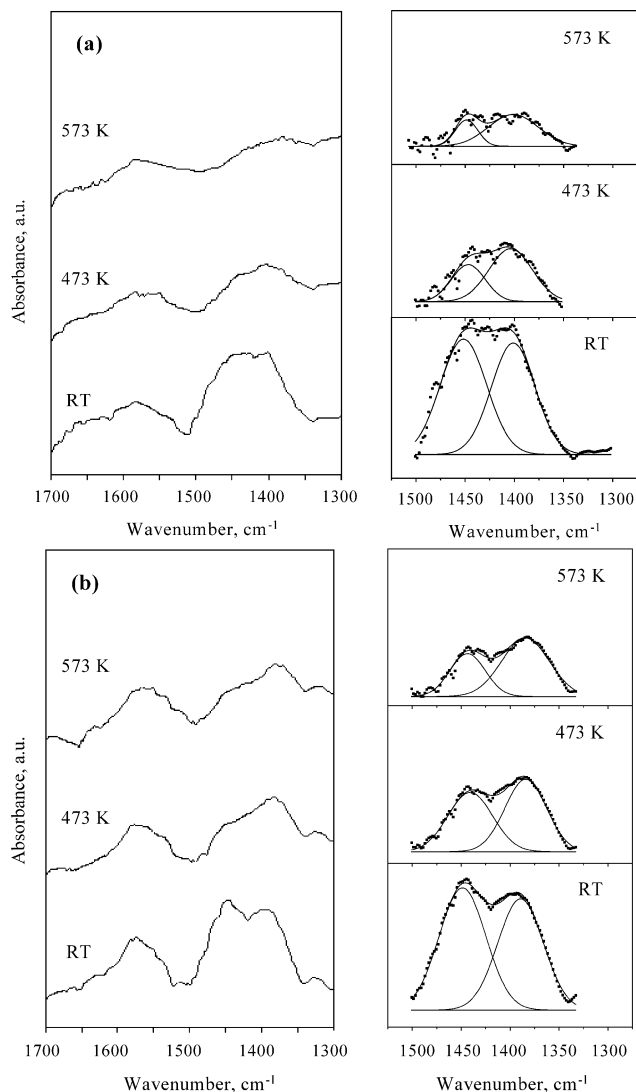 (a)
573 K
473 K
RT
Absorbance, a.u.
1700 1600 1500 1400 1300
Wavenumber, cm-1
573 K
473 K
RT
1500 1450 1400 1350 1300
Wavenumber, cm-1
(b)
573 K
473 K
RT
Absorbance, a.u.
1700 1600 1500 1400 1300
Wavenumber, cm-1
573 K
473 K
RT
1500 1450 1400 1350 1300
Wavenumber, cm-1